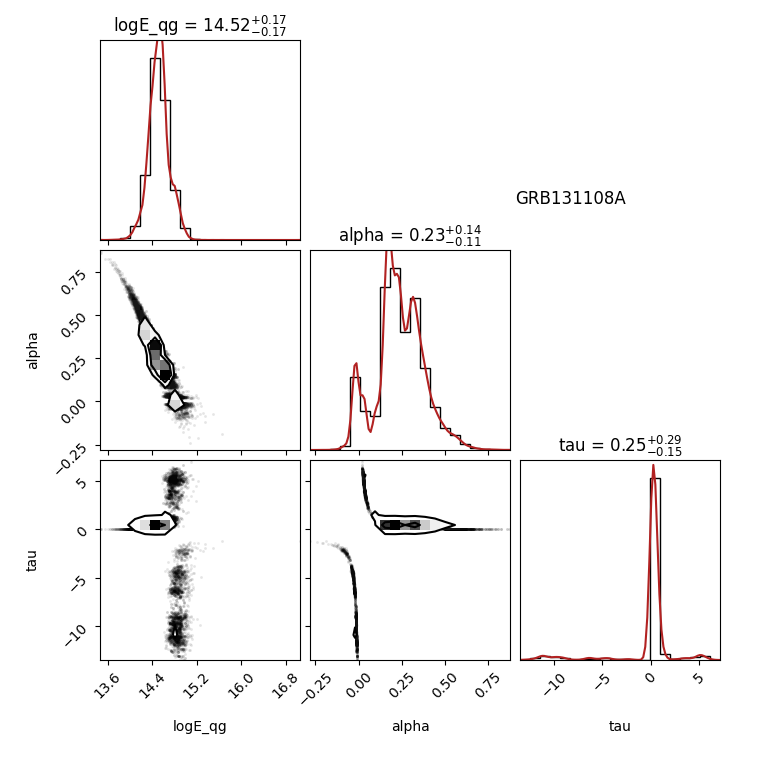 logE_qg = 14.52+0.17−0.17
GRB131108A
alpha = 0.23+0.14−0.11
alpha
0.75
0.50
0.25
0.00
−0.25
tau = 0.25+0.29−0.15
tau
5
0
−5
−10
13.6 14.4 15.2 16.0 16.8
−0.25 0.00 0.25 0.50 0.75
−10 −5 0 5
logE_qg alpha tau